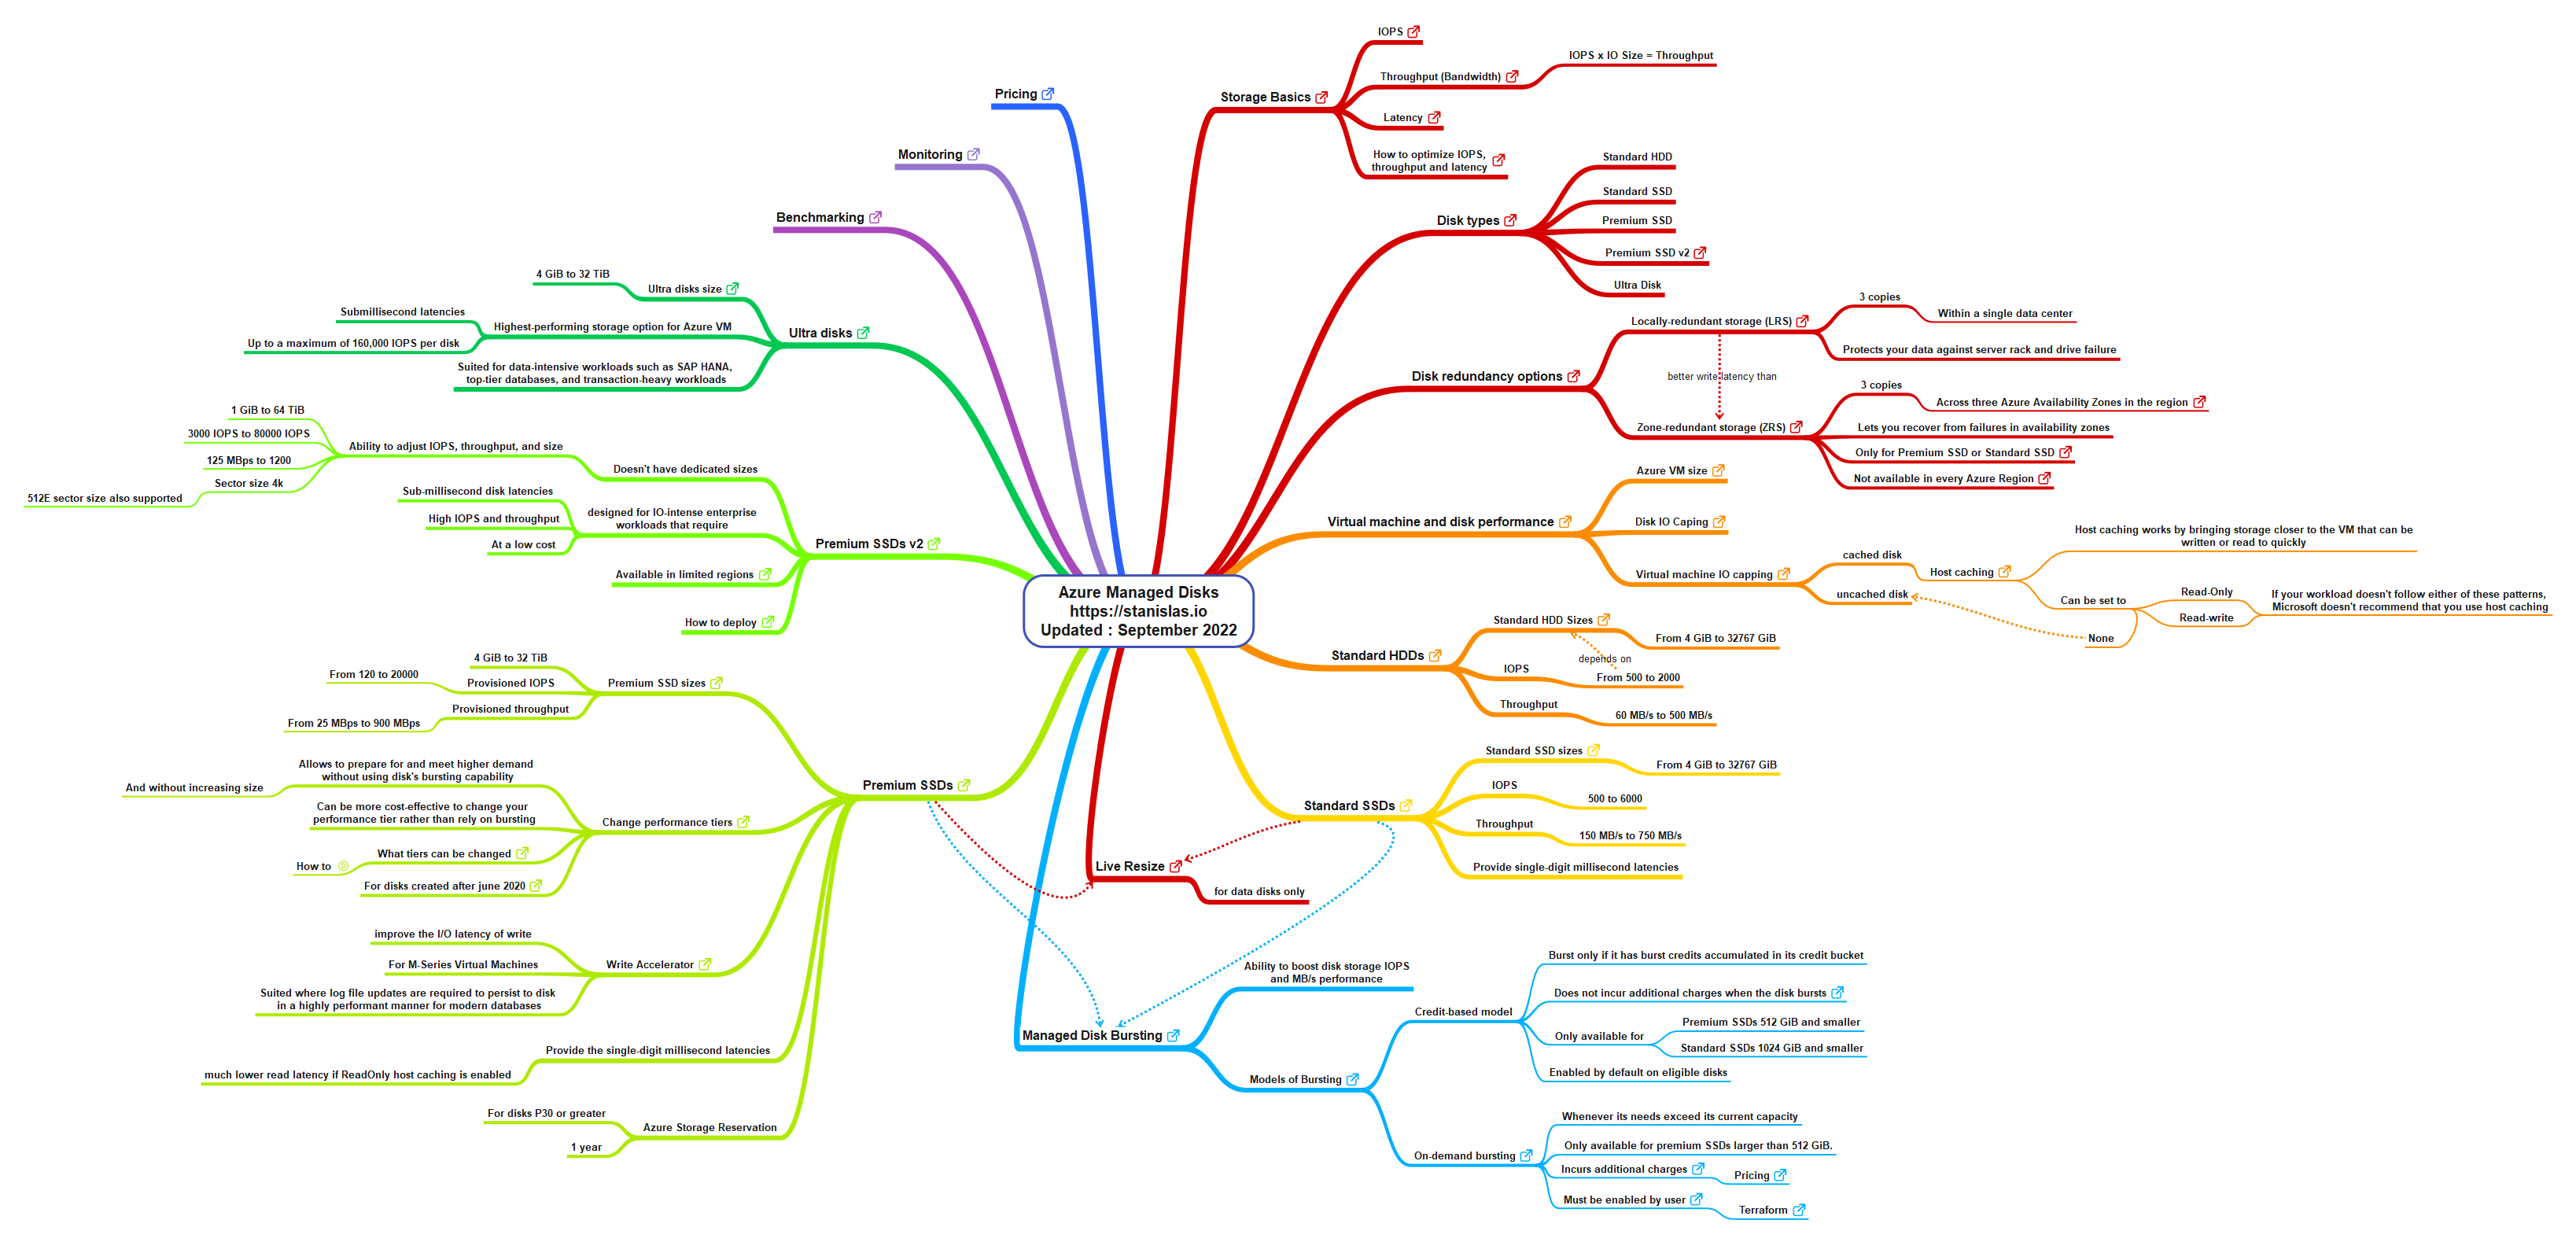 Azure Managed Disks
https://stanislas.io
Updated : September 2022
Storage Basics
IOPS
Throughput (Bandwidth)
IOPS x IO Size = Throughput
Latency
How to optimize IOPS,
throughput and latency
Disk types
Standard HDD
Standard SSD
Premium SSD
Premium SSD v2
Ultra Disk
Disk redundancy options
Locally-redundant storage (LRS)
3 copies
Within a single data center
Protects your data against server rack and drive failure
better write latency than
Zone-redundant storage (ZRS)
3 copies
Across three Azure Availability Zones in the region
Lets you recover from failures in availability zones
Only for Premium SSD or Standard SSD
Not available in every Azure Region
Virtual machine and disk performance
Azure VM size
Disk IO Caping
Virtual machine IO capping
cached disk
Host caching
Host caching works by bringing storage closer to the VM that can be
written or read to quickly
Can be set to
Read-Only
Read-write
If your workload doesn't follow either of these patterns,
Microsoft doesn't recommend that you use host caching
None
uncached disk
Standard HDDs
Standard HDD Sizes
From 4 GiB to 32767 GiB
depends on
IOPS
From 500 to 2000
Throughput
60 MB/s to 500 MB/s
Standard SSDs
Standard SSD sizes
From 4 GiB to 32767 GiB
IOPS
500 to 6000
Throughput
150 MB/s to 750 MB/s
Provide single-digit millisecond latencies
Live Resize
for data disks only
Managed Disk Bursting
Ability to boost disk storage IOPS
and MB/s performance
Models of Bursting
Credit-based model
Burst only if it has burst credits accumulated in its credit bucket
Does not incur additional charges when the disk bursts
Only available for
Premium SSDs 512 GiB and smaller
Standard SSDs 1024 GiB and smaller
Enabled by default on eligible disks
On-demand bursting
Whenever its needs exceed its current capacity
Only available for premium SSDs larger than 512 GiB.
Incurs additional charges
Pricing
Must be enabled by user
Terraform
Pricing
Monitoring
Benchmarking
Ultra disks
Ultra disks size
4 GiB to 32 TiB
Highest-performing storage option for Azure VM
Submillisecond latencies
Up to a maximum of 160,000 IOPS per disk
Suited for data-intensive workloads such as SAP HANA,
top-tier databases, and transaction-heavy workloads
Premium SSDs v2
Doesn't have dedicated sizes
Ability to adjust IOPS, throughput, and size
1 GiB to 64 TiB
3000 IOPS to 80000 IOPS
125 MBps to 1200
Sector size 4k
512E sector size also supported
designed for IO-intense enterprise
workloads that require
Sub-millisecond disk latencies
High IOPS and throughput
At a low cost
Available in limited regions
How to deploy
Premium SSDs
Premium SSD sizes
4 GiB to 32 TiB
Provisioned IOPS
From 120 to 20000
Provisioned throughput
From 25 MBps to 900 MBps
Change performance tiers
Allows to prepare for and meet higher demand
without using disk's bursting capability
And without increasing size
Can be more cost-effective to change your
performance tier rather than rely on bursting
What tiers can be changed
How to
For disks created after june 2020
Write Accelerator
improve the I/O latency of write
For M-Series Virtual Machines
Suited where log file updates are required to persist to disk
in a highly performant manner for modern databases
Provide the single-digit millisecond latencies
much lower read latency if ReadOnly host caching is enabled
Azure Storage Reservation
For disks P30 or greater
1 year